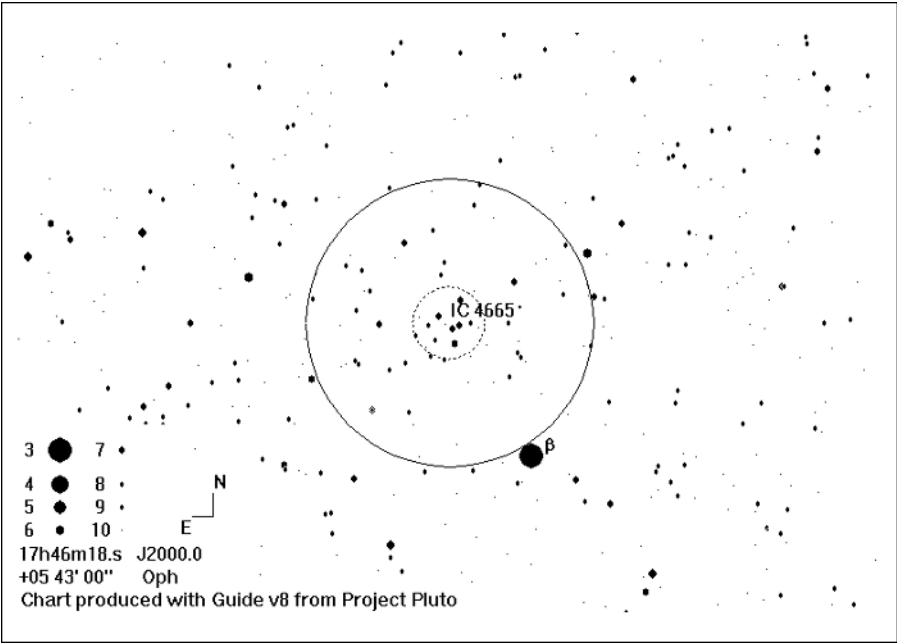 IC 4665
β
3 7
4 8
5 9
6 10
N
E
17h46m18.s J2000.0
+05 43' 00" Oph
Chart produced with Guide v8 from Project Pluto